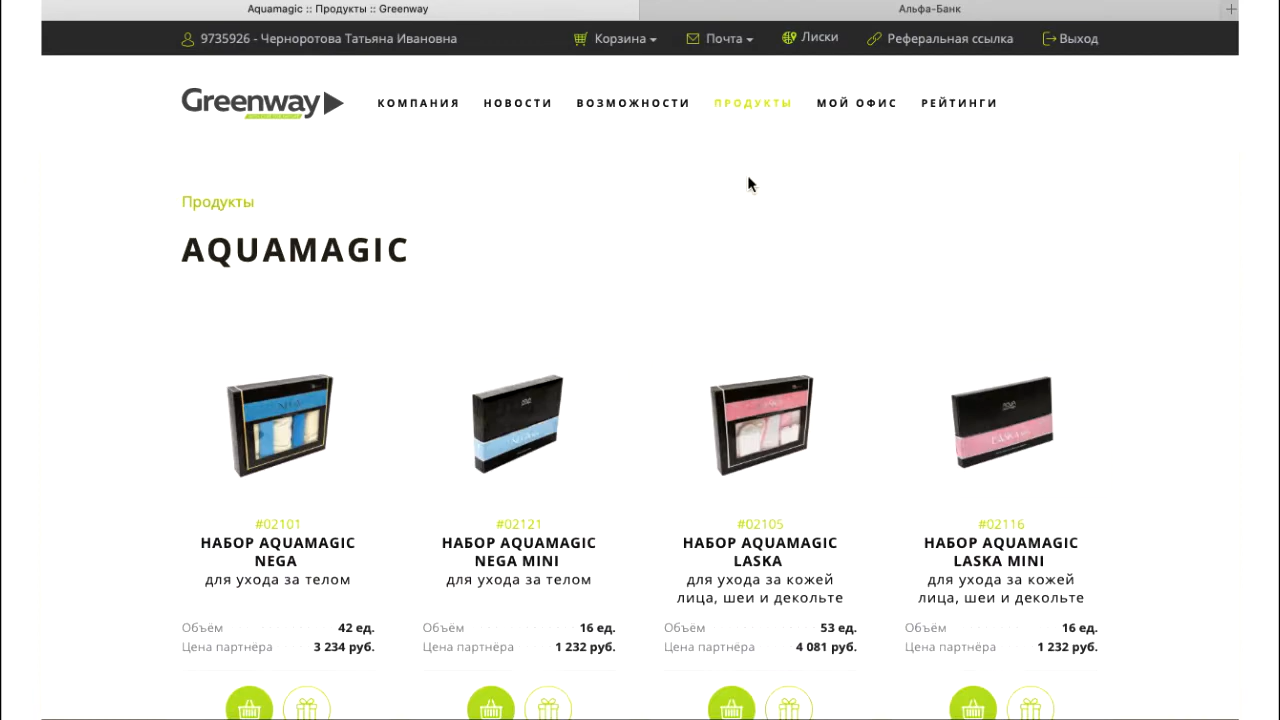 Aquamagic :: Продукты :: Greenway
Альфа-Банк
9735926 - Черноротова Татьяна Ивановна
Корзина
Почта
Лиски
Реферальная ссылка
Выход
Greenway
КОМПАНИЯ
НОВОСТИ
ВОЗМОЖНОСТИ
ПРОДУКТЫ
МОЙ ОФИС
РЕЙТИНГИ
Продукты
AQUAMAGIC
#02101
НАБОР AQUAMAGIC
NEGA
для ухода за телом
Объём 42 ед.
Цена партнёра 3 234 руб.
#02121
НАБОР AQUAMAGIC
NEGA MINI
для ухода за телом
Объём 16 ед.
Цена партнёра 1 232 руб.
#02105
НАБОР AQUAMAGIC
LASKA
для ухода за кожей
лица, шеи и декольте
Объём 53 ед.
Цена партнёра 4 081 руб.
#02116
НАБОР AQUAMAGIC
LASKA MINI
для ухода за кожей
лица, шеи и декольте
Объём 16 ед.
Цена партнёра 1 232 руб.